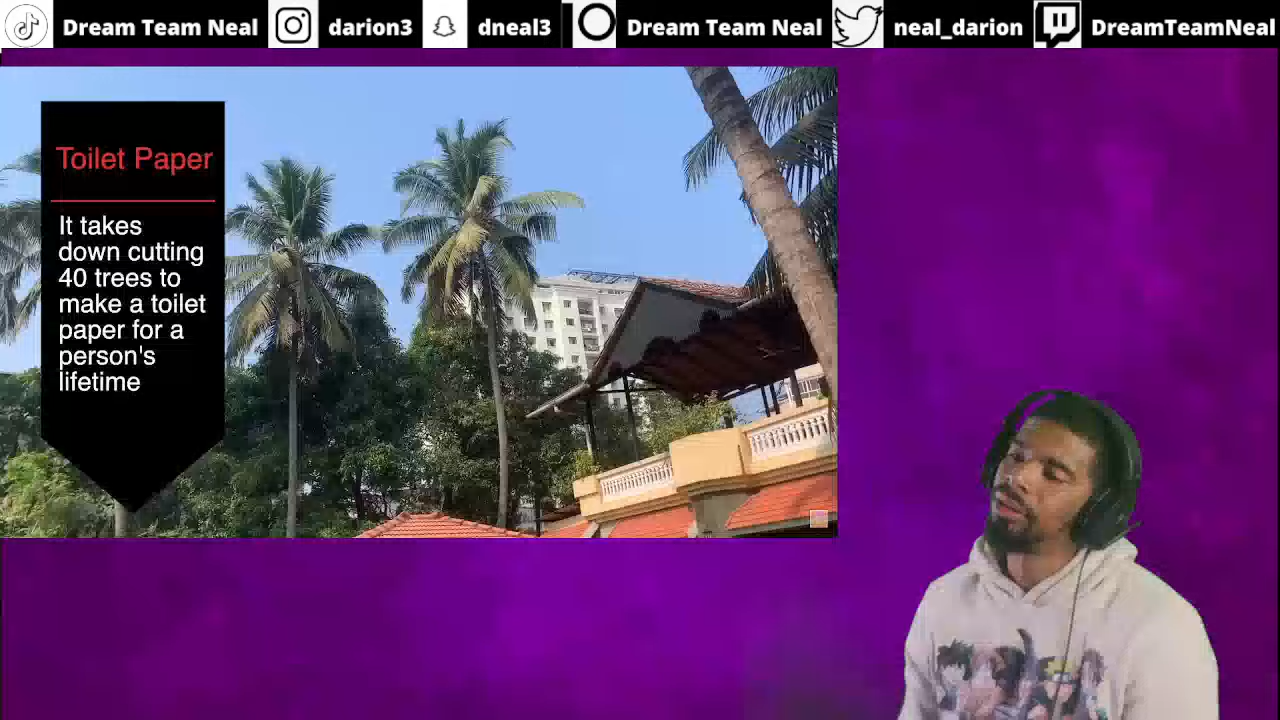 Dream Team Neal darion3 dneal3 Dream Team Neal neal_darion DreamTeamNeal
Toilet Paper
It takes
down cutting
40 trees to
make a toilet
paper for a
person's
lifetime